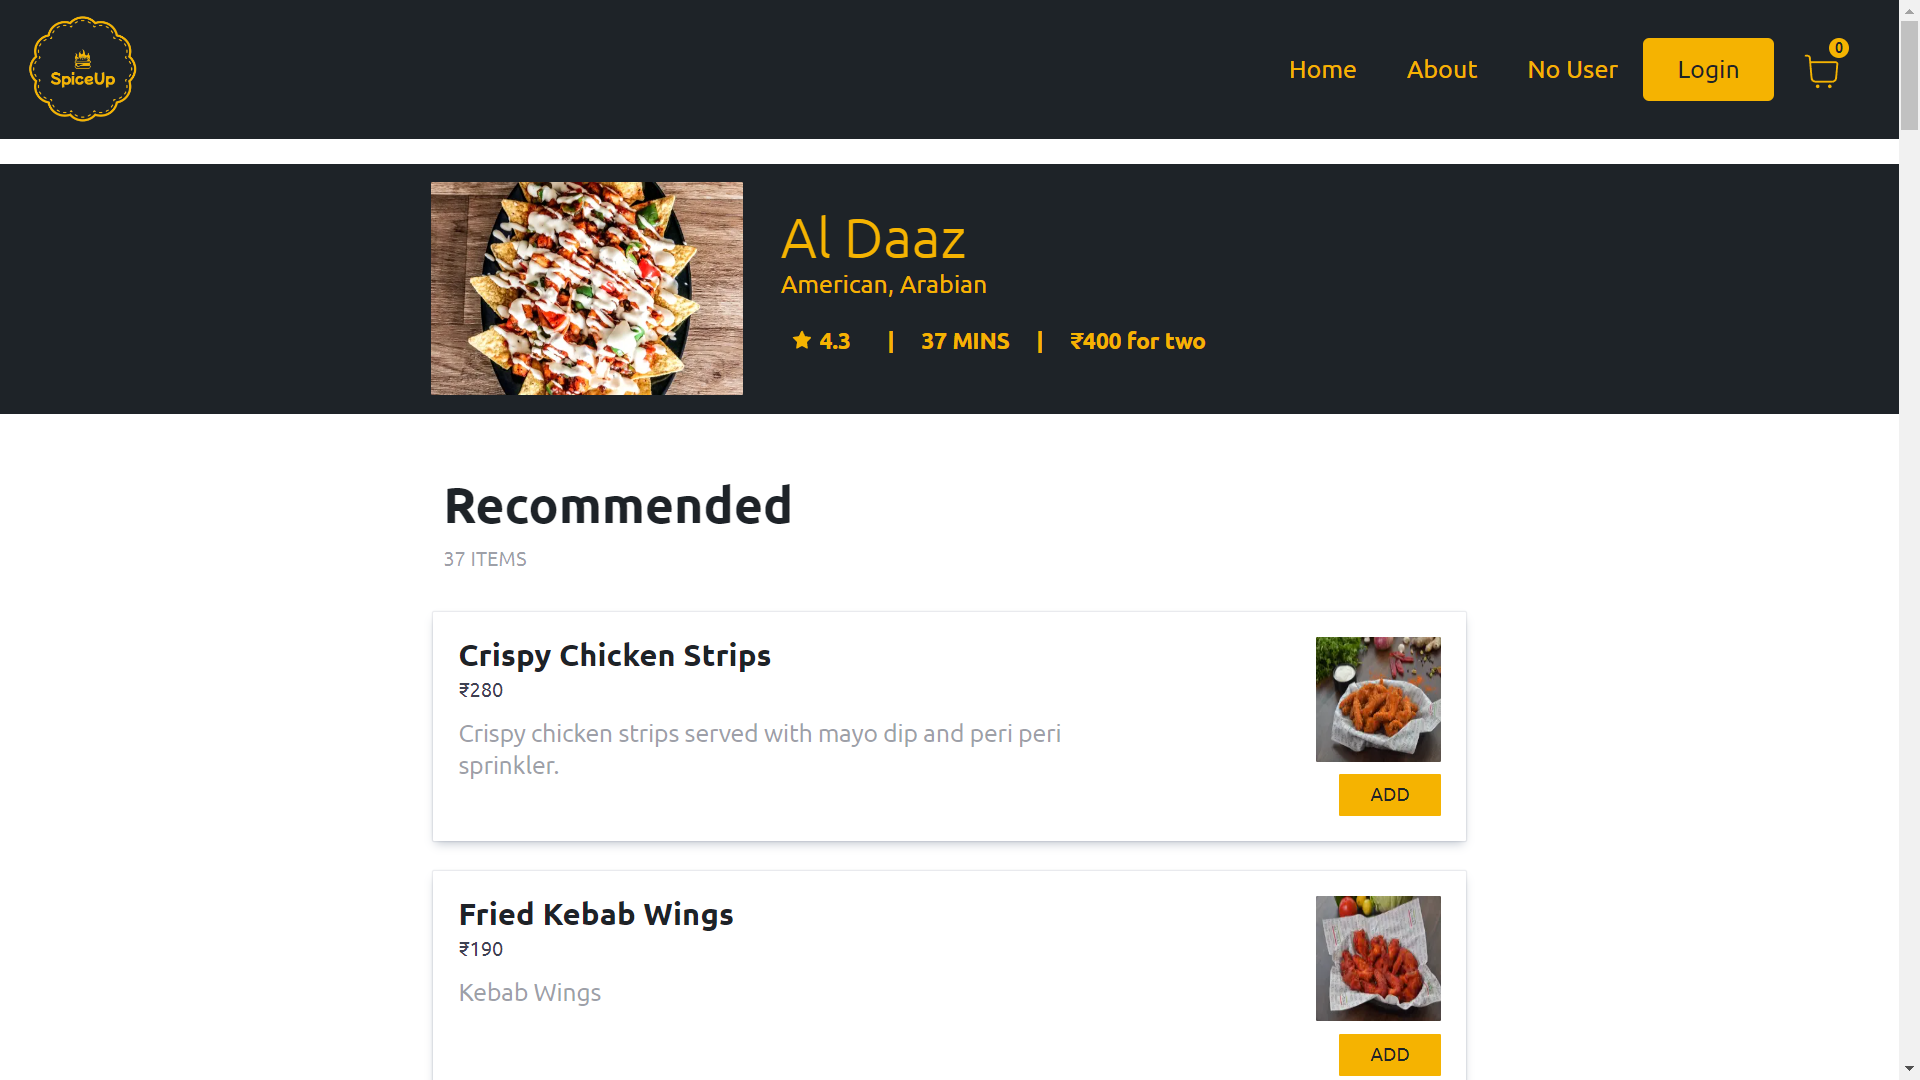 SpiceUp
Home
About
No User
Login
0
Al Daaz
American, Arabian
4.3 | 37 MINS | ₹400 for two
Recommended
37 ITEMS
Crispy Chicken Strips
₹280
Crispy chicken strips served with mayo dip and peri peri
sprinkler.
ADD
Fried Kebab Wings
₹190
Kebab Wings
ADD